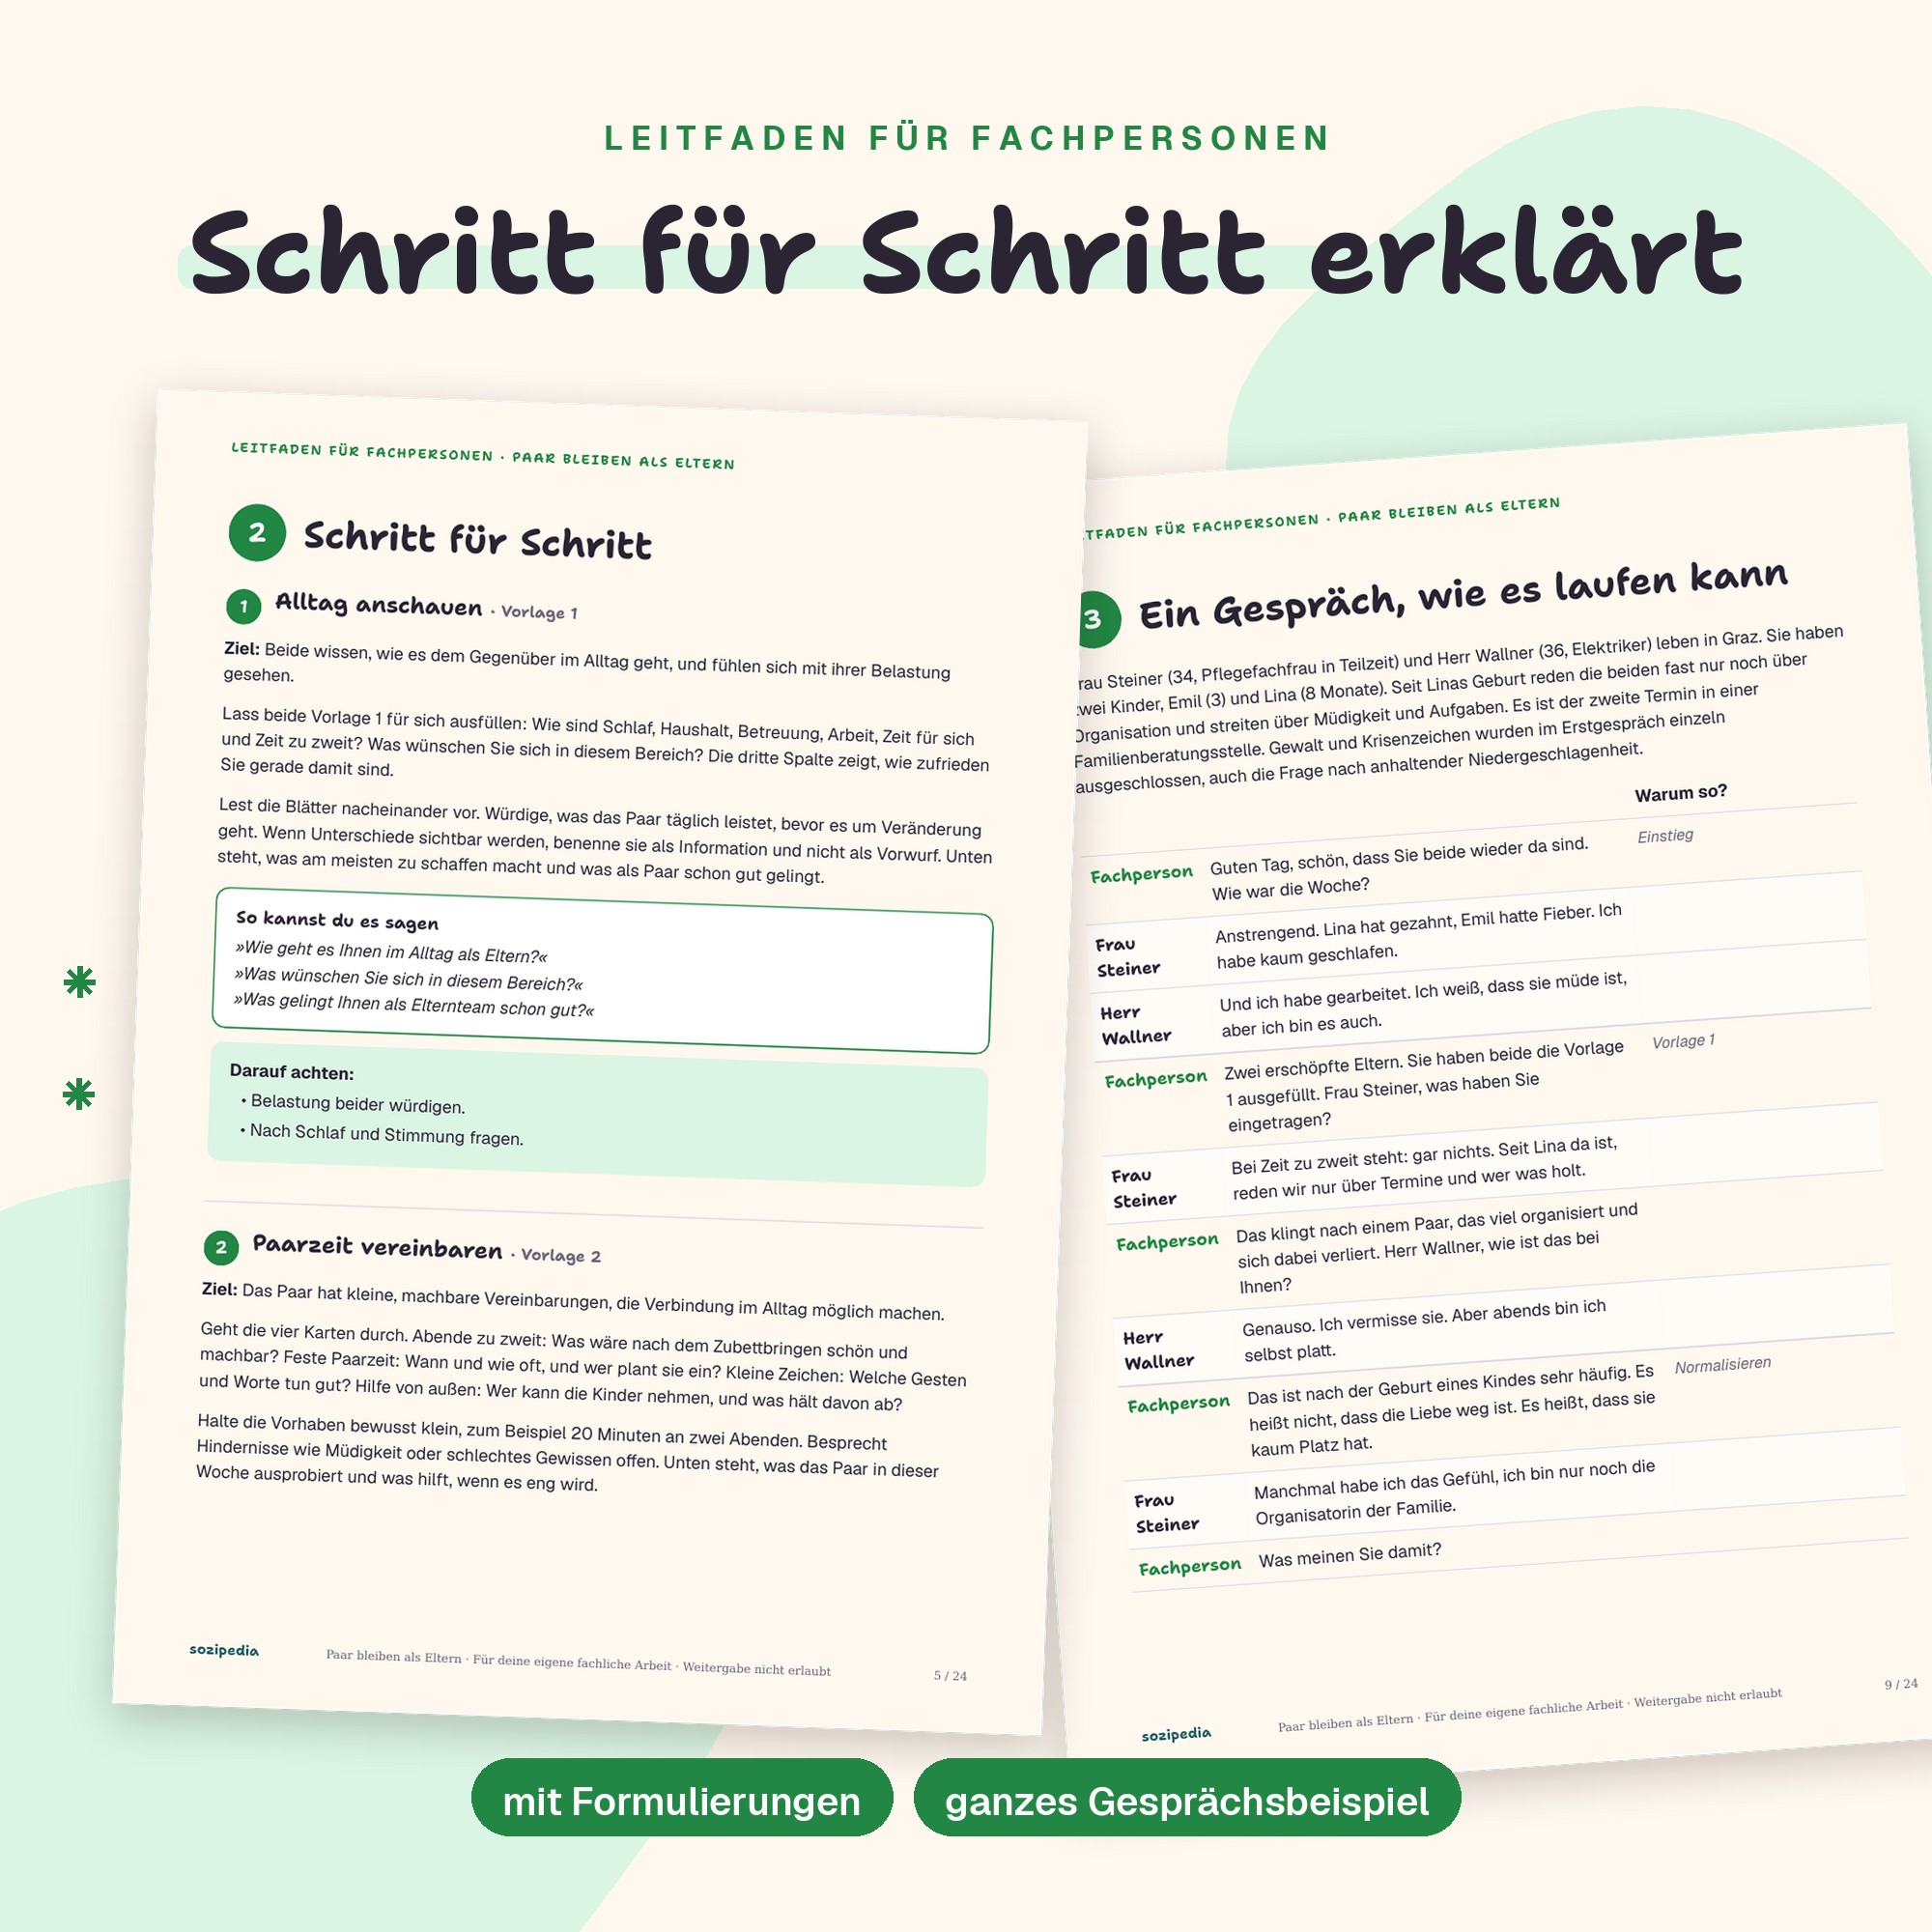 LEITFADEN FÜR FACHPERSONEN
Schritt für Schritt erklärt
LEITFADEN FÜR FACHPERSONEN · PAAR BLEIBEN ALS ELTERN
2 Schritt für Schritt
1 Alltag anschauen · Vorlage 1
Ziel: Beide wissen, wie es dem Gegenüber im Alltag geht, und fühlen sich mit ihrer Belastung
gesehen.
Lass beide Vorlage 1 für sich ausfüllen: Wie sind Schlaf, Haushalt, Betreuung, Arbeit, Zeit für sich
und Zeit zu zweit? Was wünschen Sie sich in diesem Bereich? Die dritte Spalte zeigt, wie zufrieden
Sie gerade damit sind.
Lest die Blätter nacheinander vor. Würdige, was das Paar täglich leistet, bevor es um Veränderung
geht. Wenn Unterschiede sichtbar werden, benenne sie als Information und nicht als Vorwurf. Unten
steht, was am meisten zu schaffen macht und was als Paar schon gut gelingt.
So kannst du es sagen
»Wie geht es Ihnen im Alltag als Eltern?«
»Was wünschen Sie sich in diesem Bereich?«
»Was gelingt Ihnen als Elternteam schon gut?«
Darauf achten:
• Belastung beider würdigen.
• Nach Schlaf und Stimmung fragen.
2 Paarzeit vereinbaren · Vorlage 2
Ziel: Das Paar hat kleine, machbare Vereinbarungen, die Verbindung im Alltag möglich machen.
Geht die vier Karten durch. Abende zu zweit: Was wäre nach dem Zubettbringen schön und
machbar? Feste Paarzeit: Wann und wie oft, und wer plant sie ein? Kleine Zeichen: Welche Gesten
und Worte tun gut? Hilfe von außen: Wer kann die Kinder nehmen, und was hält davon ab?
Halte die Vorhaben bewusst klein, zum Beispiel 20 Minuten an zwei Abenden. Besprecht
Hindernisse wie Müdigkeit oder schlechtes Gewissen offen. Unten steht, was das Paar in dieser
Woche ausprobiert und was hilft, wenn es eng wird.
sozipedia Paar bleiben als Eltern · Für deine eigene fachliche Arbeit · Weitergabe nicht erlaubt 5 / 24
TFADEN FÜR FACHPERSONEN · PAAR BLEIBEN ALS ELTERN
3 Ein Gespräch, wie es laufen kann
rau Steiner (34, Pflegefachfrau in Teilzeit) und Herr Wallner (36, Elektriker) leben in Graz. Sie haben
zwei Kinder, Emil (3) und Lina (8 Monate). Seit Linas Geburt reden die beiden fast nur noch über
Organisation und streiten über Müdigkeit und Aufgaben. Es ist der zweite Termin in einer
Familienberatungsstelle. Gewalt und Krisenzeichen wurden im Erstgespräch einzeln
ausgeschlossen, auch die Frage nach anhaltender Niedergeschlagenheit.
Warum so?
Fachperson Guten Tag, schön, dass Sie beide wieder da sind. Einstieg
Wie war die Woche?
Frau Anstrengend. Lina hat gezahnt, Emil hatte Fieber. Ich
Steiner habe kaum geschlafen.
Herr Und ich habe gearbeitet. Ich weiß, dass sie müde ist,
Wallner aber ich bin es auch.
Fachperson Zwei erschöpfte Eltern. Sie haben beide die Vorlage Vorlage 1
1 ausgefüllt. Frau Steiner, was haben Sie
eingetragen?
Frau Bei Zeit zu zweit steht: gar nichts. Seit Lina da ist,
Steiner reden wir nur über Termine und wer was holt.
Fachperson Das klingt nach einem Paar, das viel organisiert und
sich dabei verliert. Herr Wallner, wie ist das bei
Ihnen?
Herr Genauso. Ich vermisse sie. Aber abends bin ich
Wallner selbst platt.
Fachperson Das ist nach der Geburt eines Kindes sehr häufig. Es Normalisieren
heißt nicht, dass die Liebe weg ist. Es heißt, dass sie
kaum Platz hat.
Frau Manchmal habe ich das Gefühl, ich bin nur noch die
Steiner Organisatorin der Familie.
Fachperson Was meinen Sie damit?
sozipedia Paar bleiben als Eltern · Für deine eigene fachliche Arbeit · Weitergabe nicht erlaubt 9 / 24
mit Formulierungen
ganzes Gesprächsbeispiel